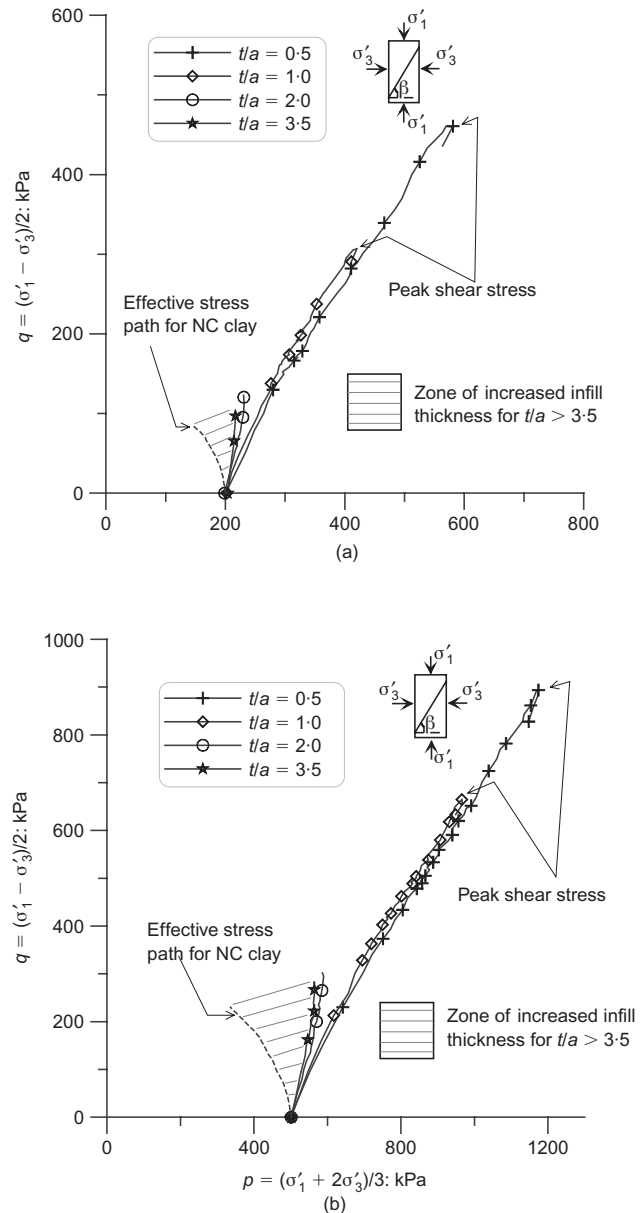 600
400
200
0
q = (σ′1 − σ′3)/2: kPa
t/a = 0·5
t/a = 1·0
t/a = 2·0
t/a = 3·5
σ′1
σ′3
σ′3
β
σ′1
Peak shear stress
Effective stress
path for NC clay
Zone of increased infill
thickness for t/a > 3·5
0 200 400 600 800
(a)
1000
800
600
400
200
0
q = (σ′1 − σ′3)/2: kPa
t/a = 0·5
t/a = 1·0
t/a = 2·0
t/a = 3·5
σ′1
σ′3
σ′3
β
σ′1
Peak shear stress
Effective stress
path for NC clay
Zone of increased infill
thickness for t/a > 3·5
0 400 800 1200
p = (σ′1 + 2σ′3)/3: kPa
(b)